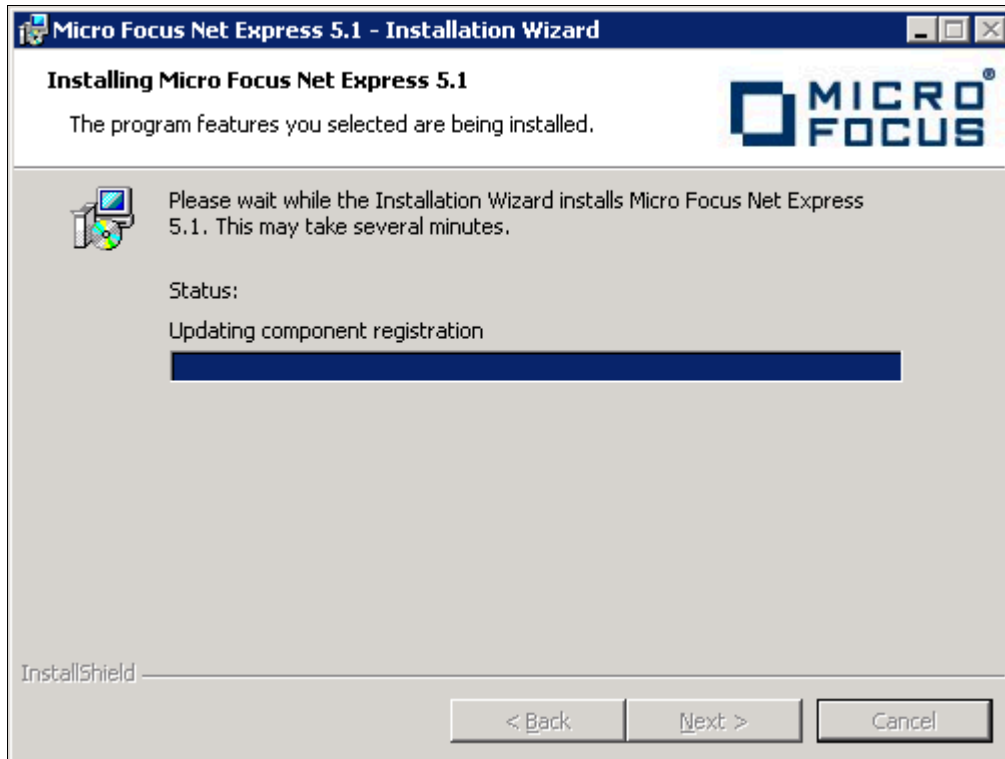 Micro Focus Net Express 5.1 - Installation Wizard
Installing Micro Focus Net Express 5.1
The program features you selected are being installed.
MICRO
FOCUS®
Please wait while the Installation Wizard installs Micro Focus Net Express
5.1. This may take several minutes.
Status:
Updating component registration
InstallShield
< Back
Next >
Cancel